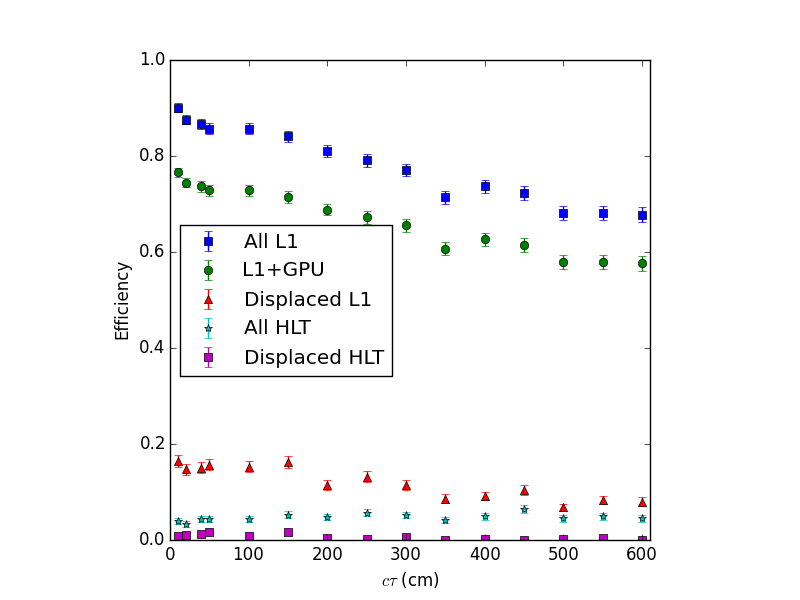 1.0
0.8
0.6
0.4
0.2
0.0
Efficiency
All L1
L1+GPU
Displaced L1
All HLT
Displaced HLT
0 100 200 300 400 500 600
cτ (cm)